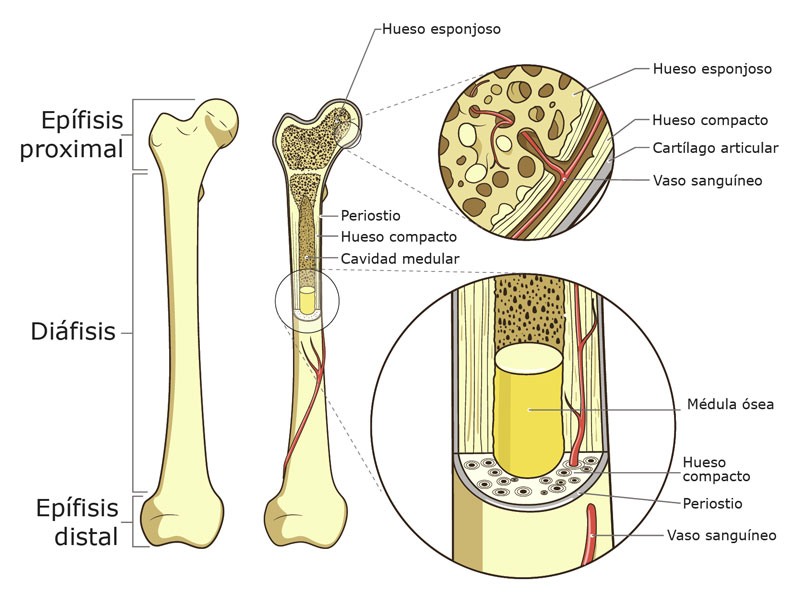 Hueso esponjoso
Epífisis
proximal
Diáfisis
Epífisis
distal
Periostio
Hueso compacto
Cavidad medular
Hueso esponjoso
Hueso compacto
Cartílago articular
Vaso sanguíneo
Médula ósea
Hueso
compacto
Periostio
Vaso sanguíneo